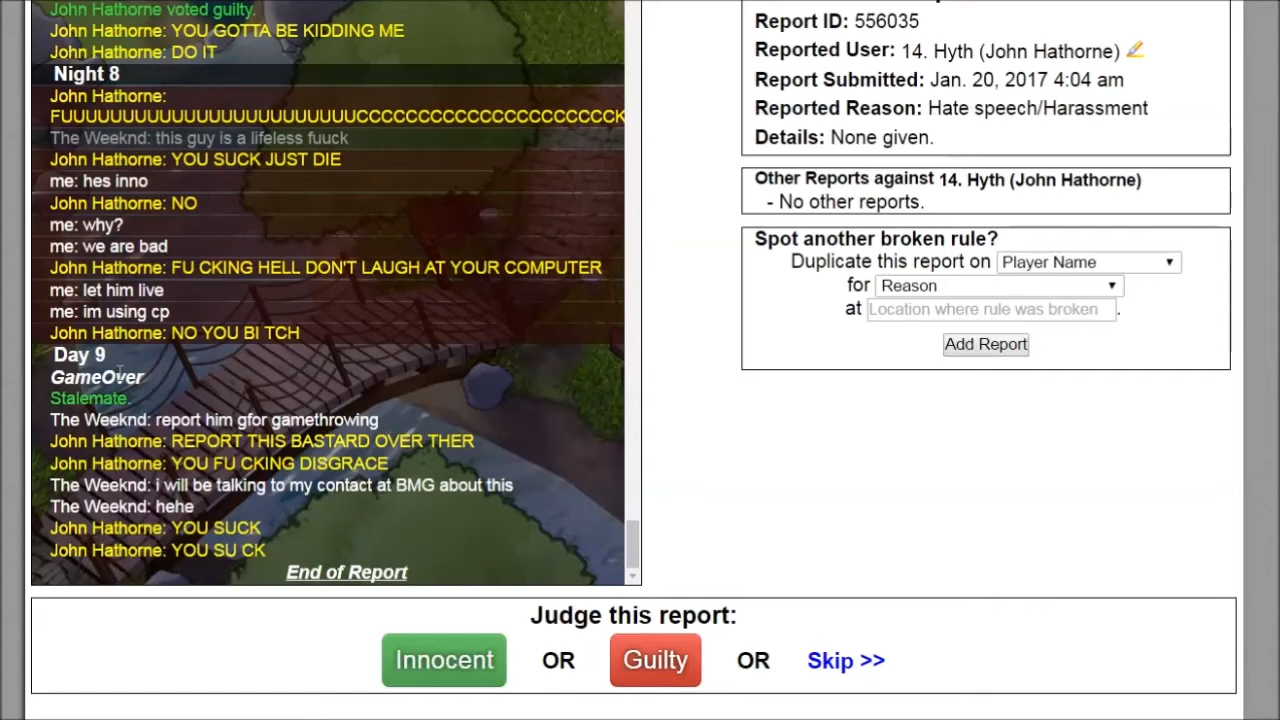 John Hathorne voted guilty.
John Hathorne: YOU GOTTA BE KIDDING ME
John Hathorne: DO IT
Night 8
John Hathorne:
FUUUUUUUUUUUUUUUUUUUUUUUUCCCCCCCCCCCCCCCCCCCCCK
The Weeknd: this guy is a lifeless fuuck
John Hathorne: YOU SUCK JUST DIE
me: hes inno
John Hathorne: NO
me: why?
me: we are bad
John Hathorne: FU CKING HELL DON'T LAUGH AT YOUR COMPUTER
me: let him live
me: im using cp
John Hathorne: NO YOU BI TCH
Day 9
GameOver
Stalemate.
The Weeknd: report him gfor gamethrowing
John Hathorne: REPORT THIS BASTARD OVER THER
John Hathorne: YOU FU CKING DISGRACE
The Weeknd: i will be talking to my contact at BMG about this
The Weeknd: hehe
John Hathorne: YOU SUCK
John Hathorne: YOU SU CK
End of Report
Report ID: 556035
Reported User: 14. Hyth (John Hathorne)
Report Submitted: Jan. 20, 2017 4:04 am
Reported Reason: Hate speech/Harassment
Details: None given.
Other Reports against 14. Hyth (John Hathorne)
- No other reports.
Spot another broken rule?
Duplicate this report on Player Name
for Reason
at Location where rule was broken .
Add Report
Judge this report:
Innocent OR Guilty OR Skip >>